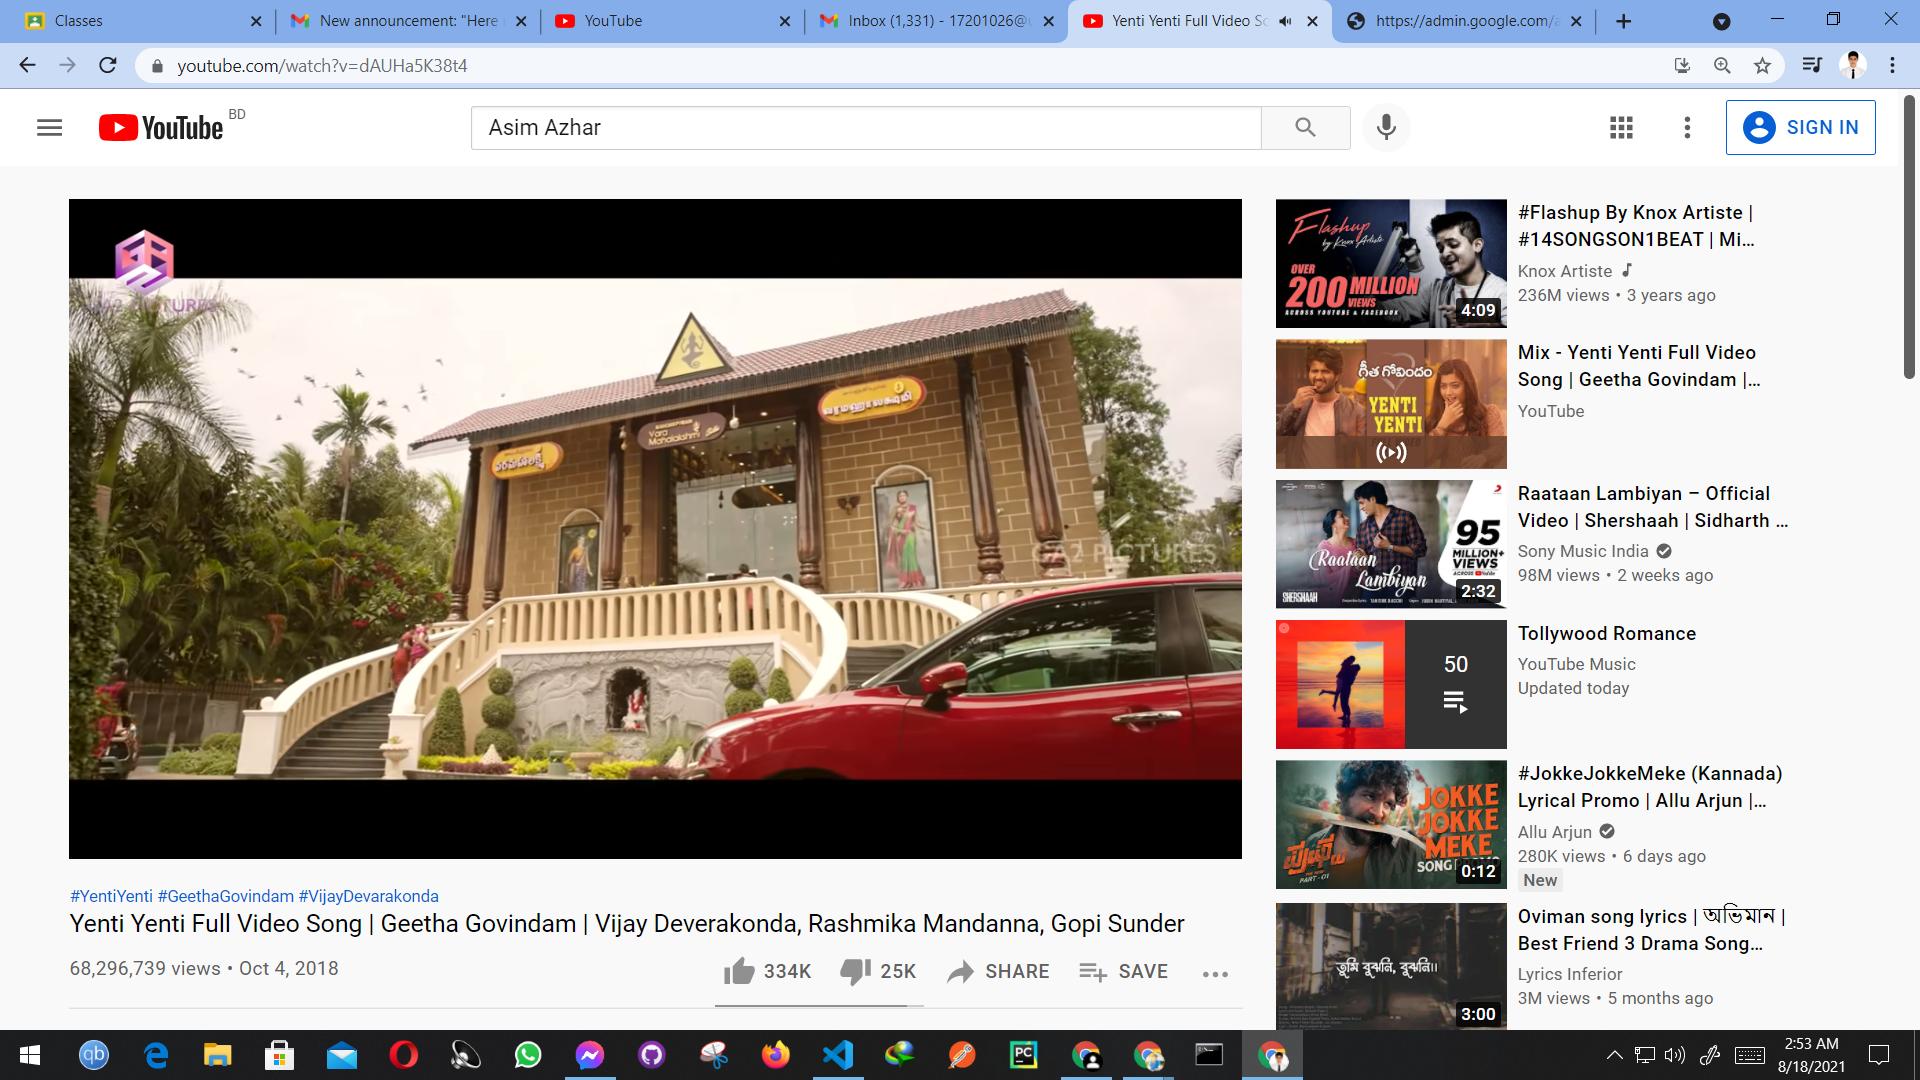 Classes
New announcement: "Here
YouTube
Inbox (1,331) - 17201026@
Yenti Yenti Full Video So
https://admin.google.com/a
youtube.com/watch?v=dAUHa5K38t4
YouTube BD
Asim Azhar
SIGN IN
GA2 PICTURES
Vara Mahalakshmi
GA2 PICTURES
#YentiYenti #GeethaGovindam #VijayDevarakonda
Yenti Yenti Full Video Song | Geetha Govindam | Vijay Deverakonda, Rashmika Mandanna, Gopi Sunder
68,296,739 views • Oct 4, 2018
334K
25K
SHARE
SAVE
Flashup
by Knox Artiste
OVER
200 MILLION
VIEWS
ACROSS YOUTUBE & FACEBOOK
4:09
#Flashup By Knox Artiste |
#14SONGSON1BEAT | Mi...
Knox Artiste
236M views • 3 years ago
గీత గోవిందం
YENTI
YENTI
Mix - Yenti Yenti Full Video
Song | Geetha Govindam |...
YouTube
Raataan
Lambiyan
SHERSHAAH
95
MILLION+
VIEWS
2:32
Raataan Lambiyan – Official
Video | Shershaah | Sidharth ...
Sony Music India
98M views • 2 weeks ago
50
Tollywood Romance
YouTube Music
Updated today
JOKKE
JOKKE
MEKE
SONG PROMO
PART-01
0:12
#JokkeJokkeMeke (Kannada)
Lyrical Promo | Allu Arjun |...
Allu Arjun
280K views • 6 days ago
New
তুমি বুঝনি, বুঝনি।।
3:00
Oviman song lyrics | অভিমান |
Best Friend 3 Drama Song...
Lyrics Inferior
3M views • 5 months ago
qb
PC
2:53 AM
8/18/2021